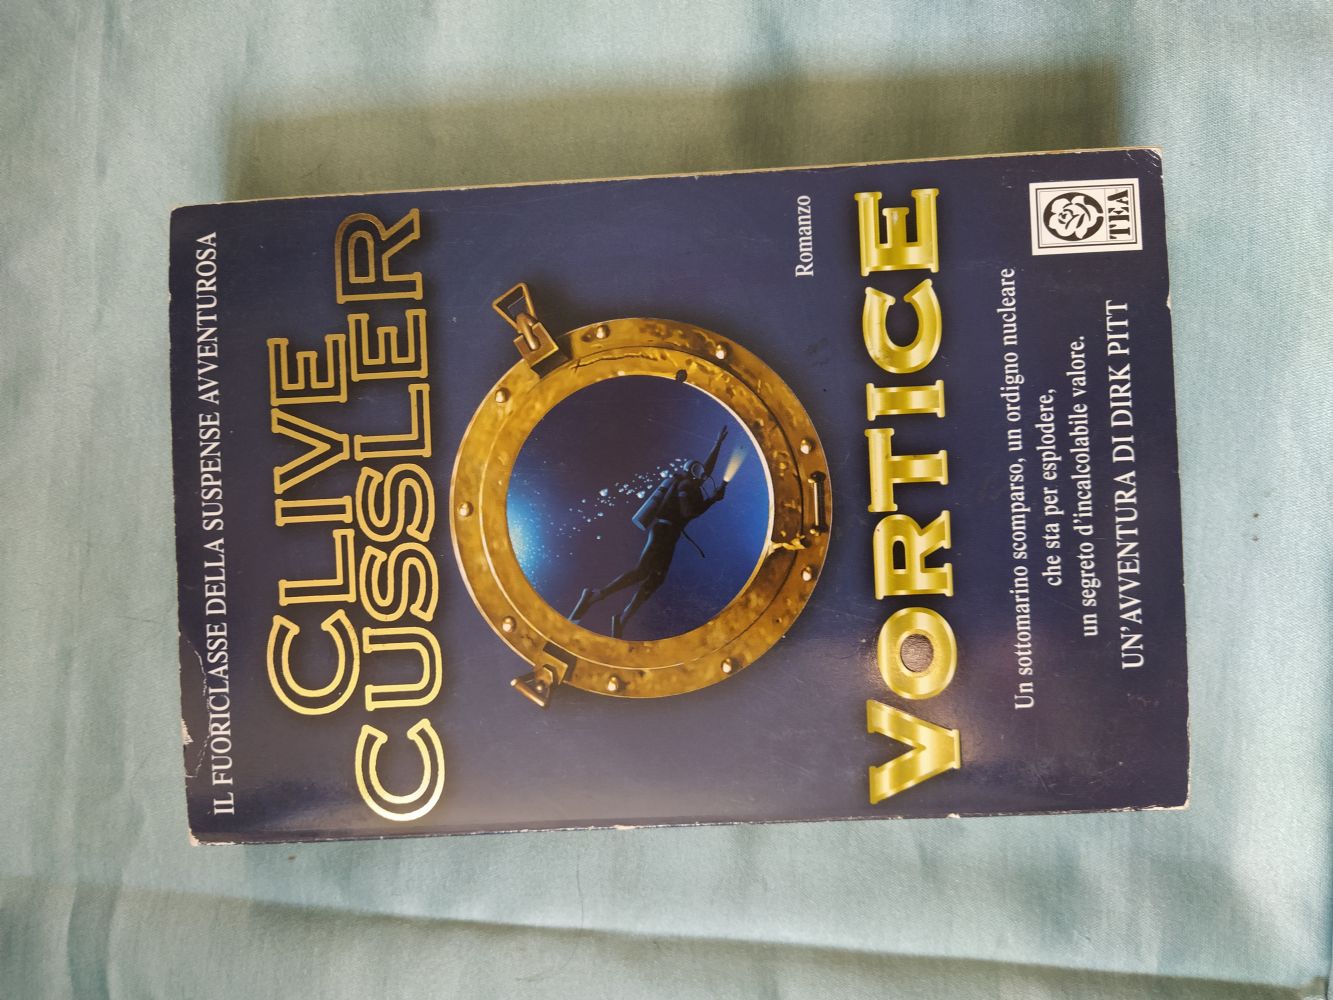 IL FUORICLASSE DELLA SUSPENSE AVVENTUROSA
CLIVE
CUSSLER
Romanzo
VORTICE
Un sottomarino scomparso, un ordigno nucleare
che sta per esplodere,
un segreto d'incalcolabile valore.
UN'AVVENTURA DI DIRK PITT
TEA